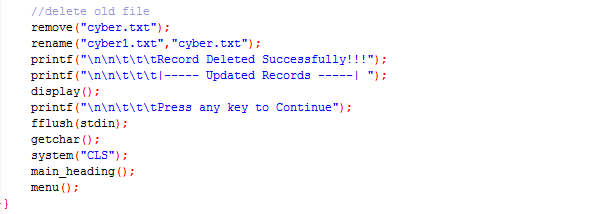 //delete old file
remove("cyber.txt");
rename("cyber1.txt","cyber.txt");
printf("\n\n\t\t\tRecord Deleted Successfully!!!");
printf("\n\n\t\t\t|----- Updated Records -----| ");
display();
printf("\n\n\t\t\tPress any key to Continue");
fflush(stdin);
getchar();
system("CLS");
main_heading();
menu();
}